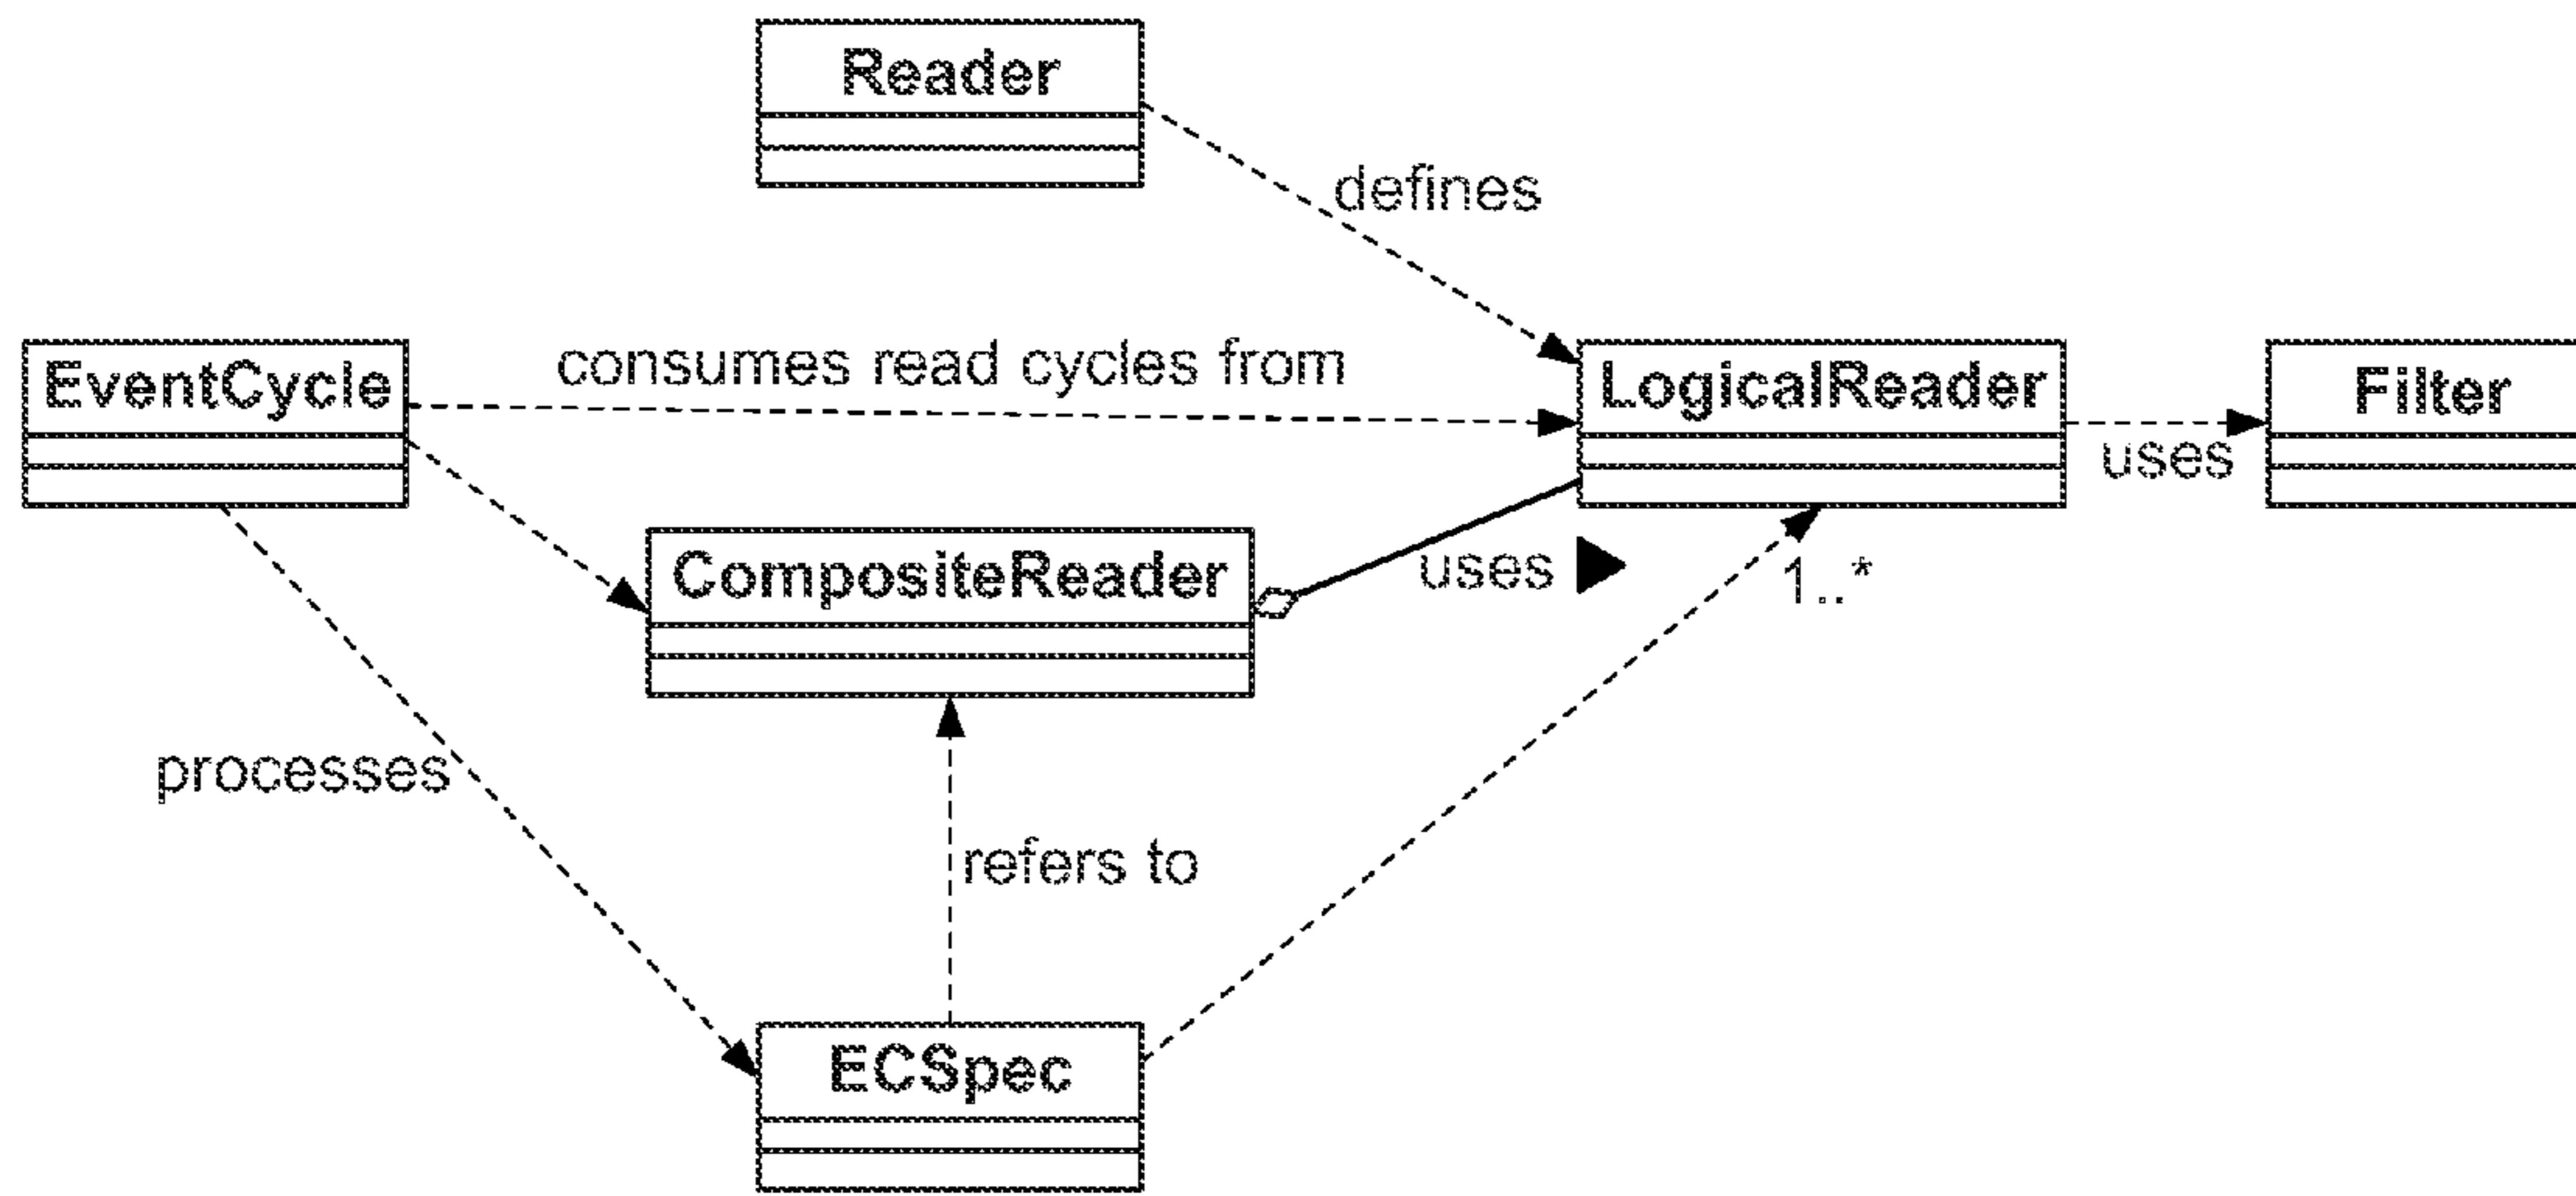 Reader
defines
consumes read cycles from
EventCycle
LogicalReader
Filter
uses
CompositeReader
uses ▶
1..*
processes
refers to
ECSpec